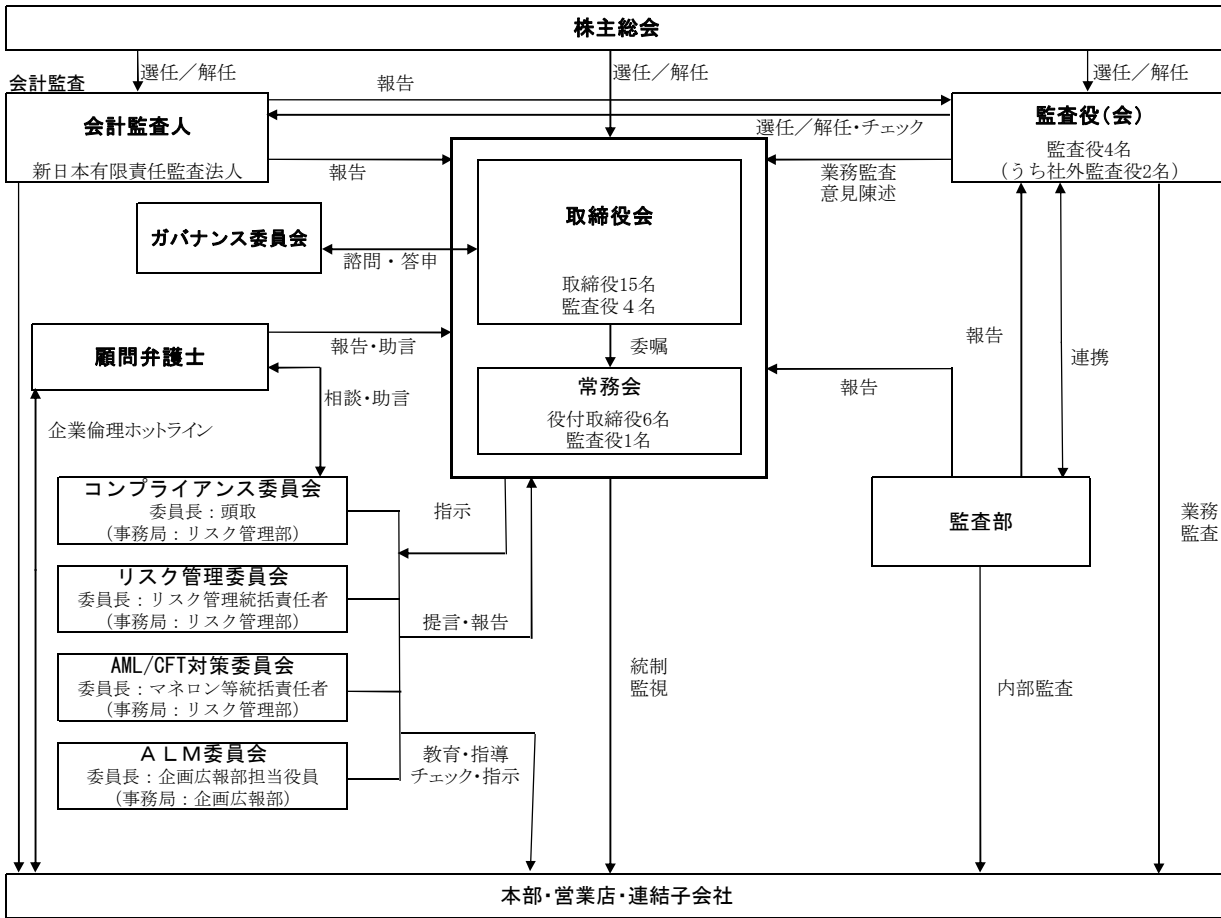 株主総会
選任／解任
選任／解任
選任／解任
会計監査
報告
会計監査人
新日本有限責任監査法人
監査役(会)
監査役4名
(うち社外監査役2名)
選任／解任・チェック
報告
業務監査
意見陳述
取締役会
取締役15名
監査役４名
ガバナンス委員会
諮問・答申
委嘱
顧問弁護士
報告・助言
常務会
役付取締役6名
監査役1名
報告
報告
連携
相談・助言
企業倫理ホットライン
コンプライアンス委員会
委員長：頭取
(事務局：リスク管理部)
指示
監査部
業務
監査
リスク管理委員会
委員長：リスク管理統括責任者
(事務局：リスク管理部)
提言・報告
AML/CFT対策委員会
委員長：マネロン等統括責任者
(事務局：リスク管理部)
統制
監視
内部監査
ＡＬＭ委員会
委員長：企画広報部担当役員
(事務局：企画広報部)
教育・指導
チェック・指示
本部・営業店・連結子会社